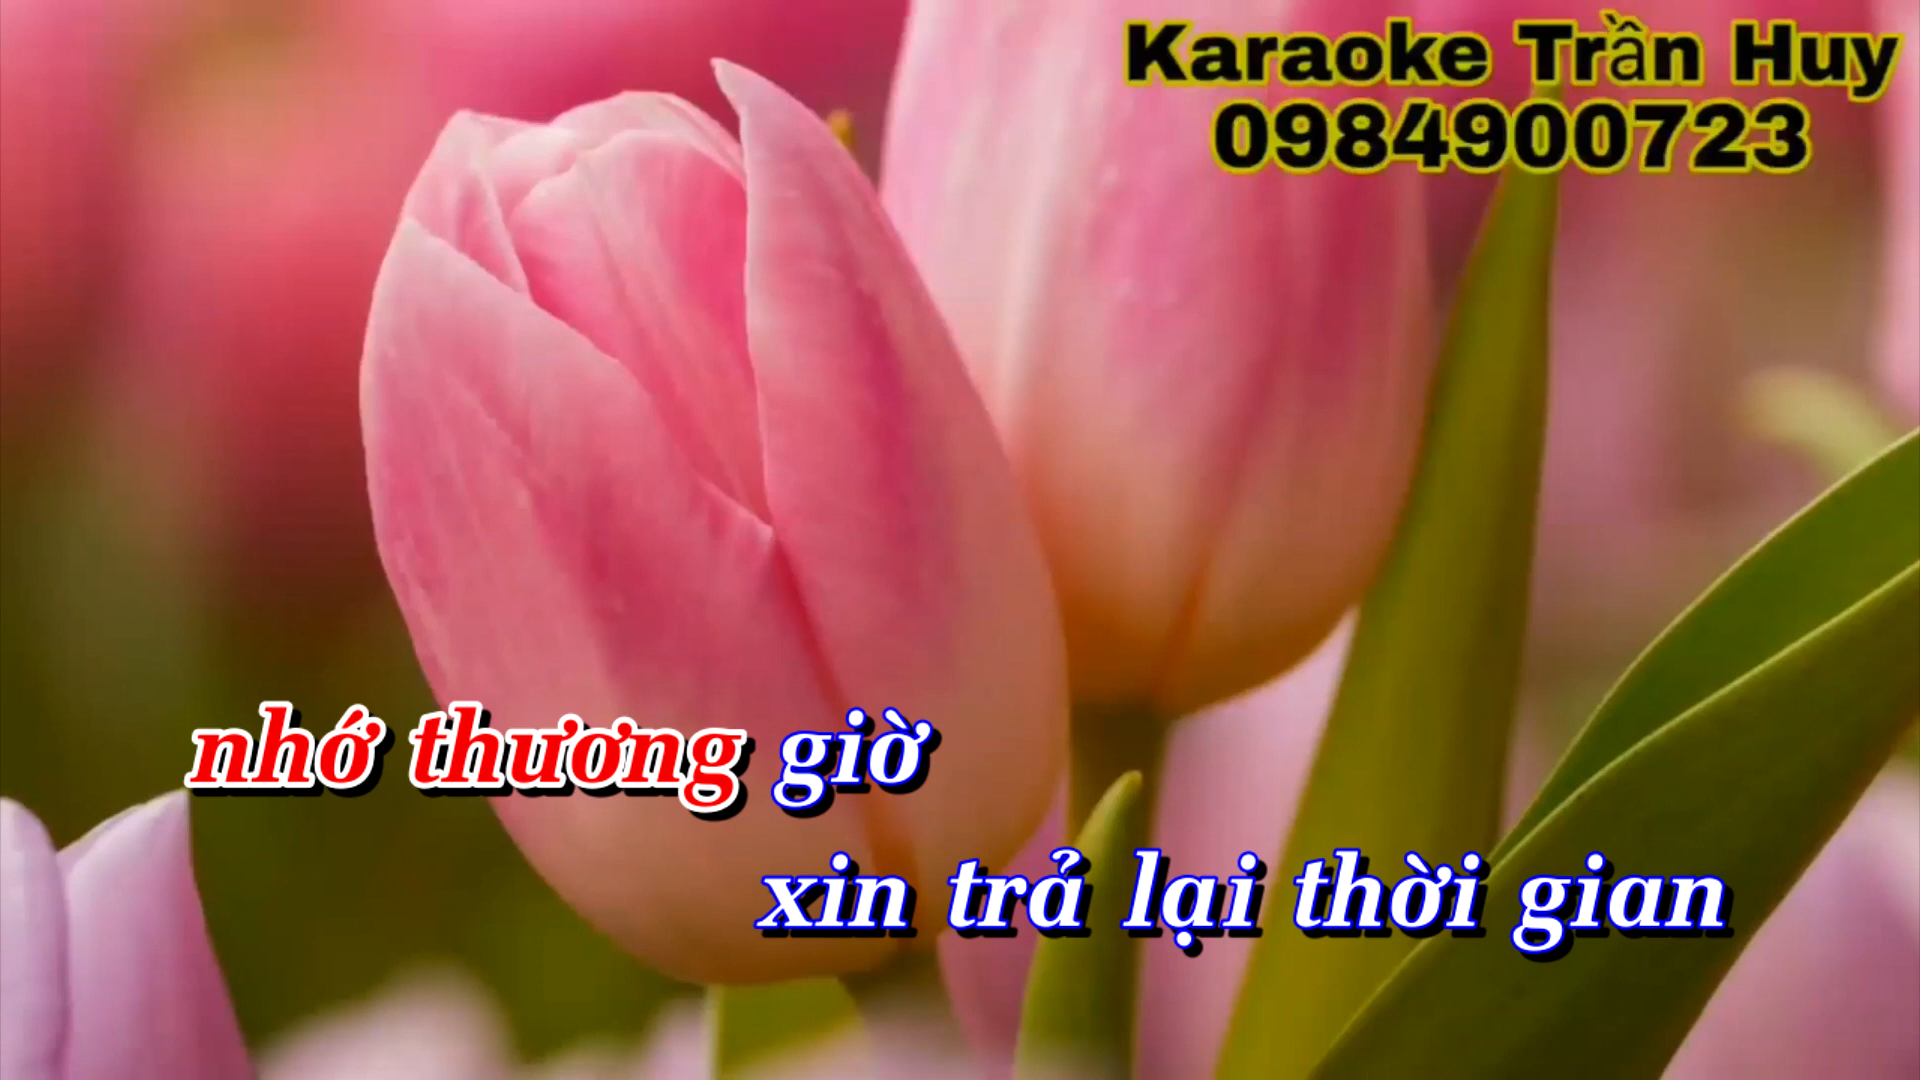 Karaoke Trần Huy
0984900723
nhớ thương giờ
xin trả lại thời gian